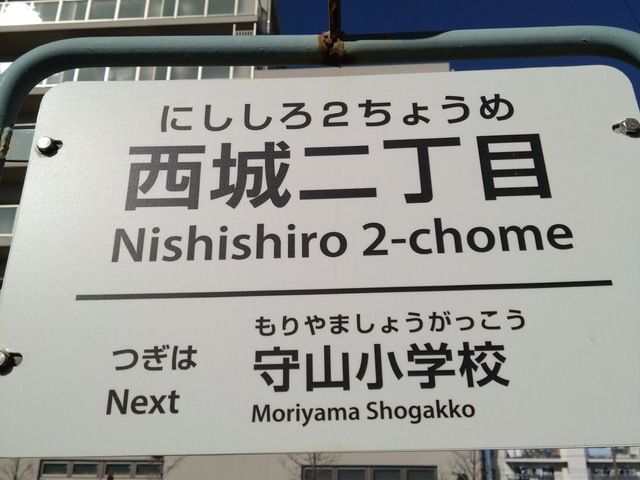 にししろ2ちょうめ
西城二丁目
Nishishiro 2-chome
もりやましょうがっこう
つぎは 守山小学校
Next Moriyama Shogakko